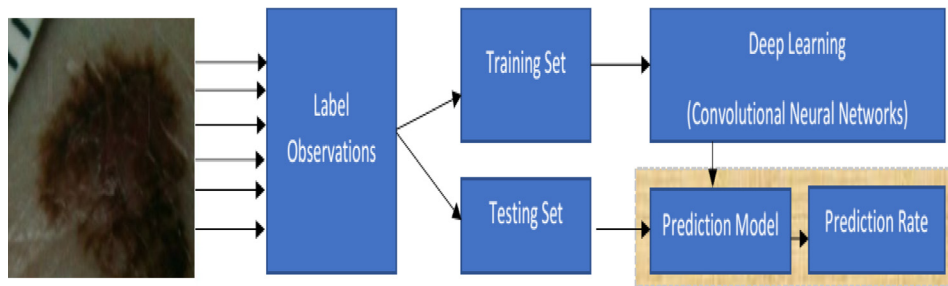 Label
Observations
Training Set
Testing Set
Deep Learning
(Convolutional Neural Networks)
Prediction Model
Prediction Rate